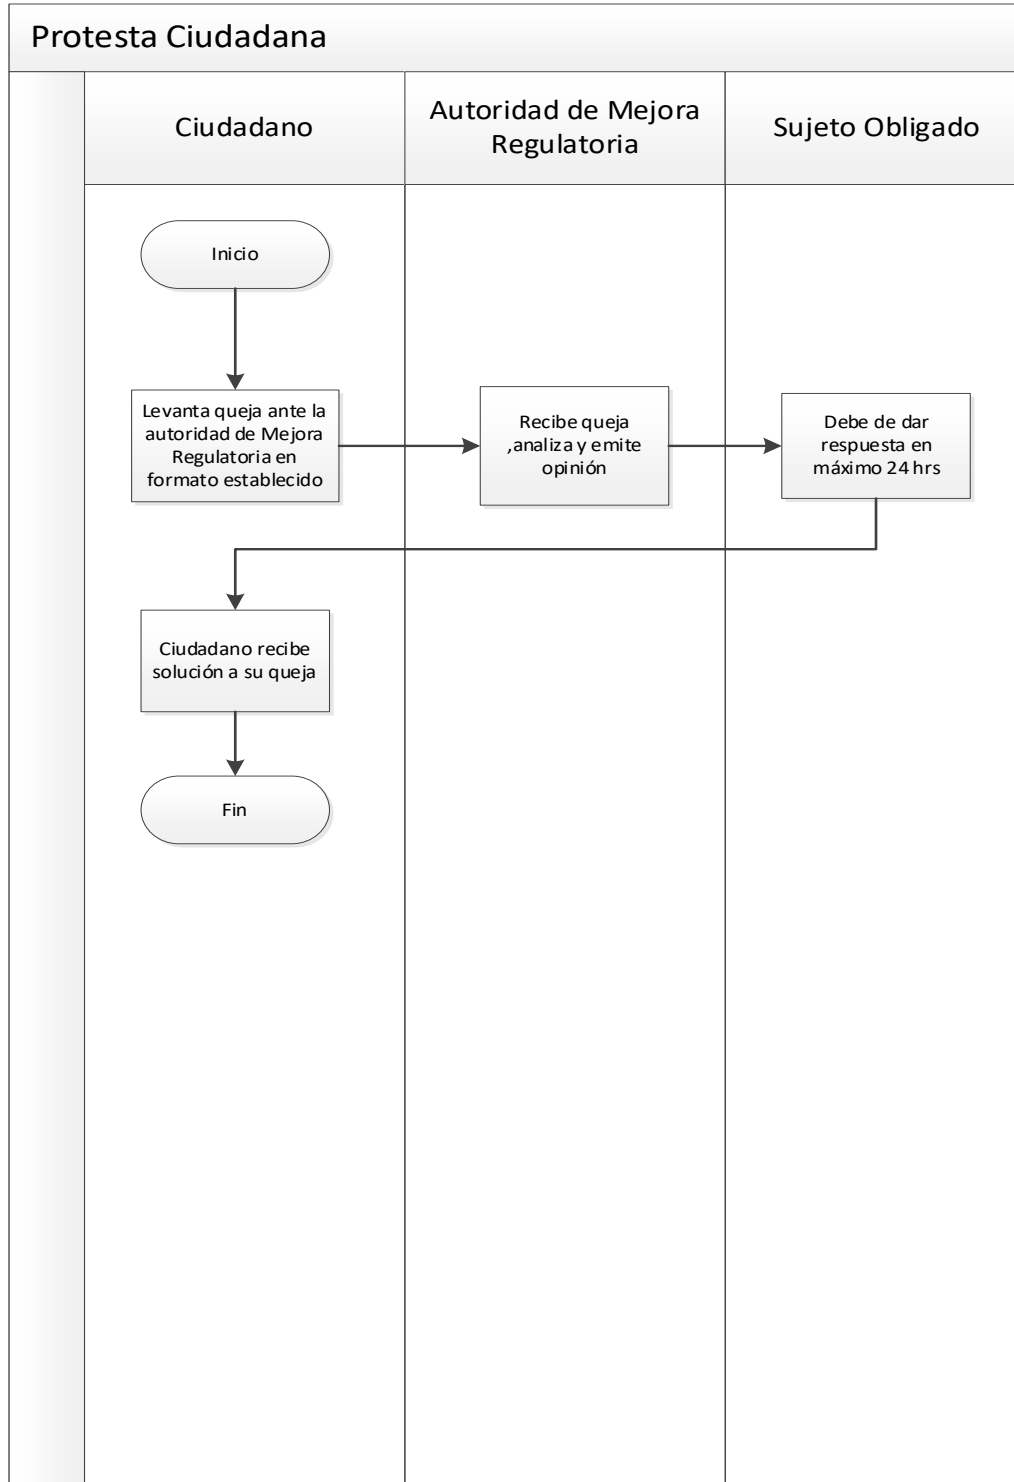 Protesta Ciudadana
Ciudadano
Autoridad de Mejora
Regulatoria
Sujeto Obligado
Inicio
Levanta queja ante la
autoridad de Mejora
Regulatoria en
formato establecido
Recibe queja
,analiza y emite
opinión
Debe de dar
respuesta en
máximo 24 hrs
Ciudadano recibe
solución a su queja
Fin